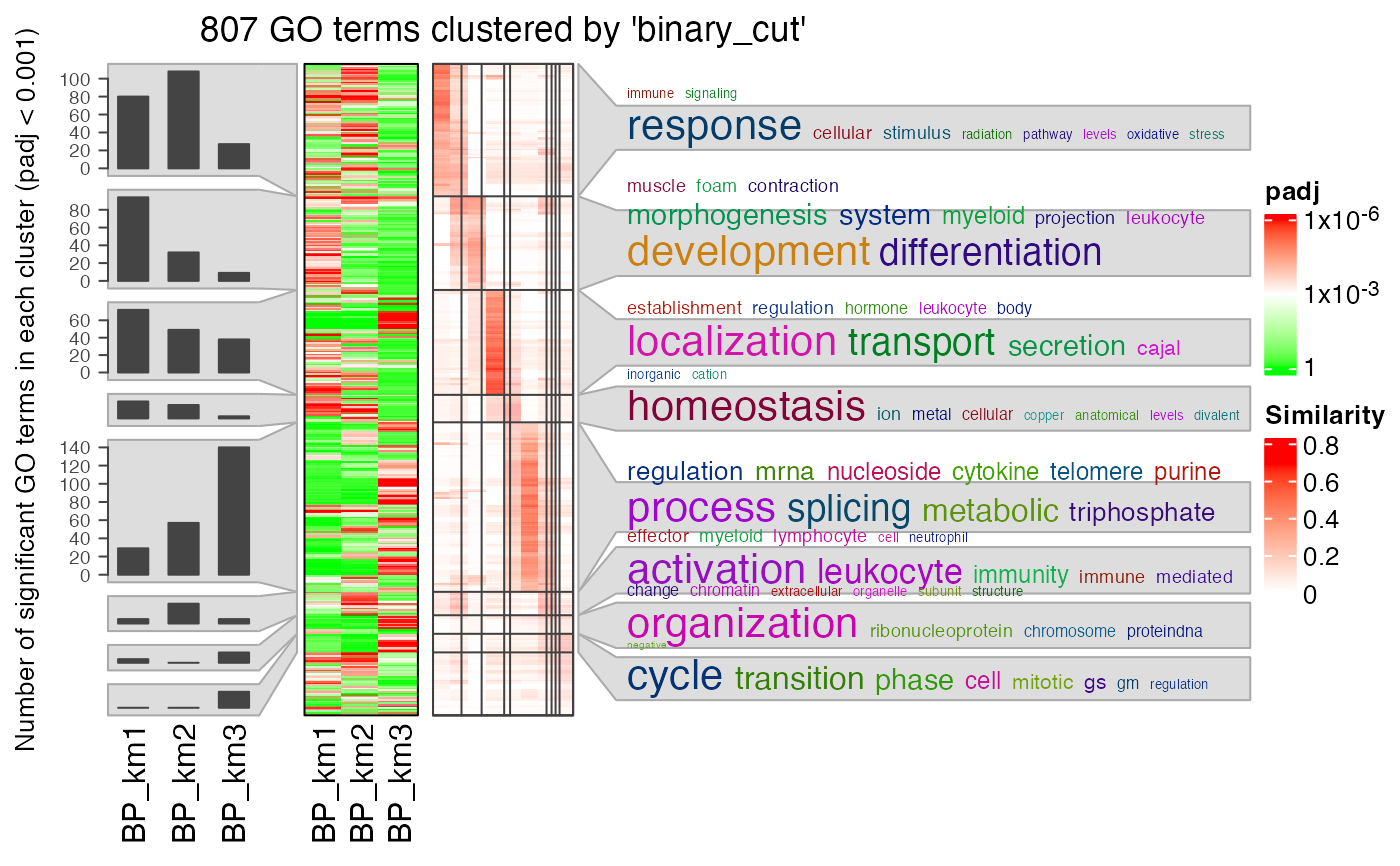 807 GO terms clustered by 'binary_cut'
Number of significant GO terms in each cluster (padj < 0.001)
100
80
60
40
20
0
80
60
40
20
0
60
40
20
0
140
120
100
80
60
40
20
0
BP_km1
BP_km2
BP_km3
BP_km1
BP_km2
BP_km3
immune signaling
response cellular stimulus radiation pathway levels oxidative stress
muscle foam contraction
morphogenesis system myeloid projection leukocyte
development differentiation
establishment regulation hormone leukocyte body
localization transport secretion cajal
inorganic cation
homeostasis ion metal cellular copper anatomical levels divalent
regulation mrna nucleoside cytokine telomere purine
process splicing metabolic triphosphate
effector myeloid lymphocyte cell neutrophil
activation leukocyte immunity immune mediated
change chromatin extracellular organelle subunit structure
organization ribonucleoprotein chromosome proteindna
negative
cycle transition phase cell mitotic gs gm regulation
padj
1x10⁻⁶
1x10⁻³
1
Similarity
0.8
0.6
0.4
0.2
0